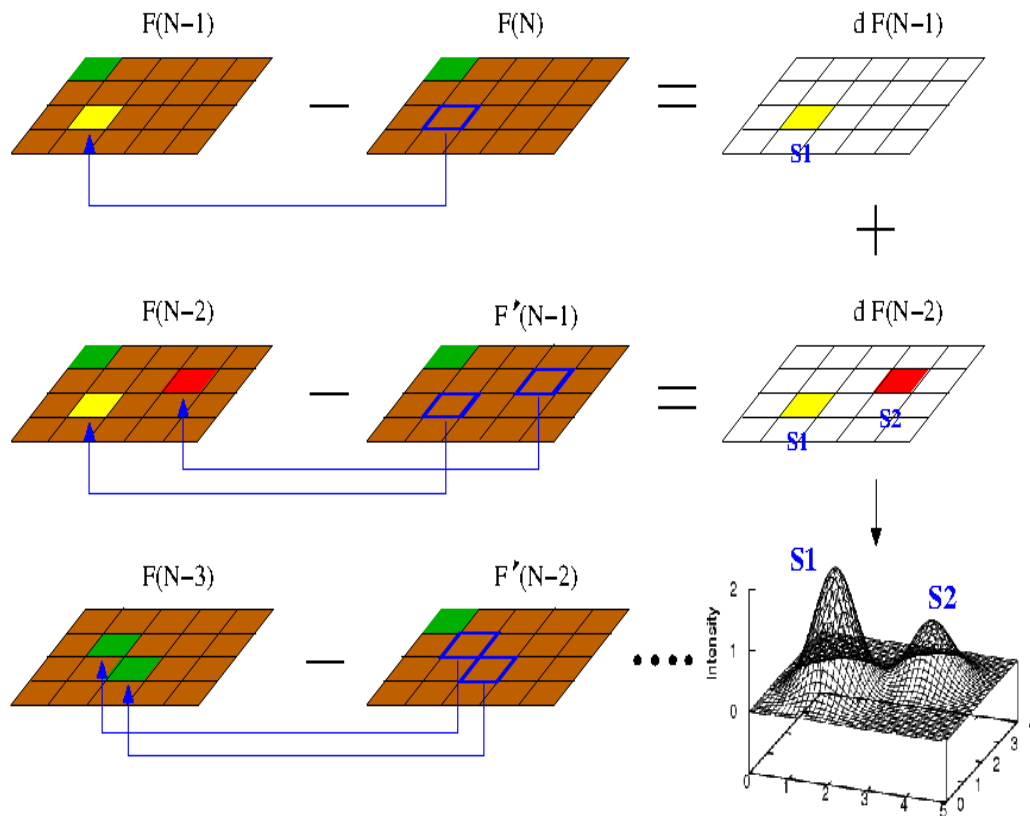 F(N−1) F(N) d F(N−1)
− =
S1
+
F(N−2) F′(N−1) d F(N−2)
− =
S1 S2
F(N−3) F′(N−2)
− ....
S1
S2
Intensity
2
1
0
0 1 2 3 4 5
0 1 2 3